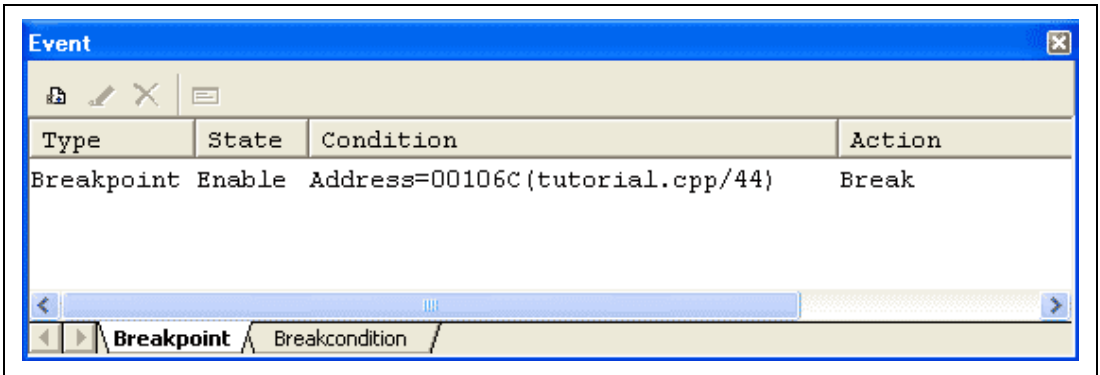 Event
Type State Condition Action
Breakpoint Enable Address=00106C(tutorial.cpp/44) Break
Breakpoint Breakcondition